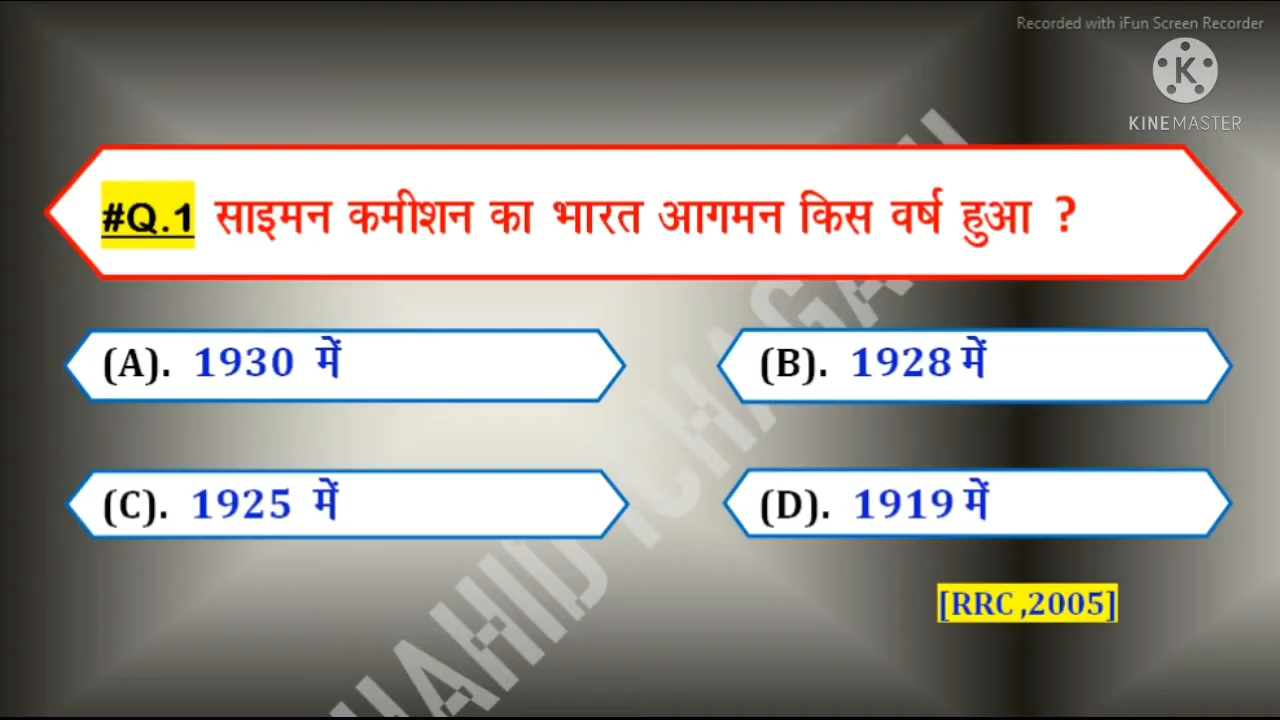 Recorded with iFun Screen Recorder
K
KINEMASTER
#Q.1 साइमन कमीशन का भारत आगमन किस वर्ष हुआ ?
(A). 1930 में
(B). 1928 में
(C). 1925 में
(D). 1919 में
[RRC ,2005]